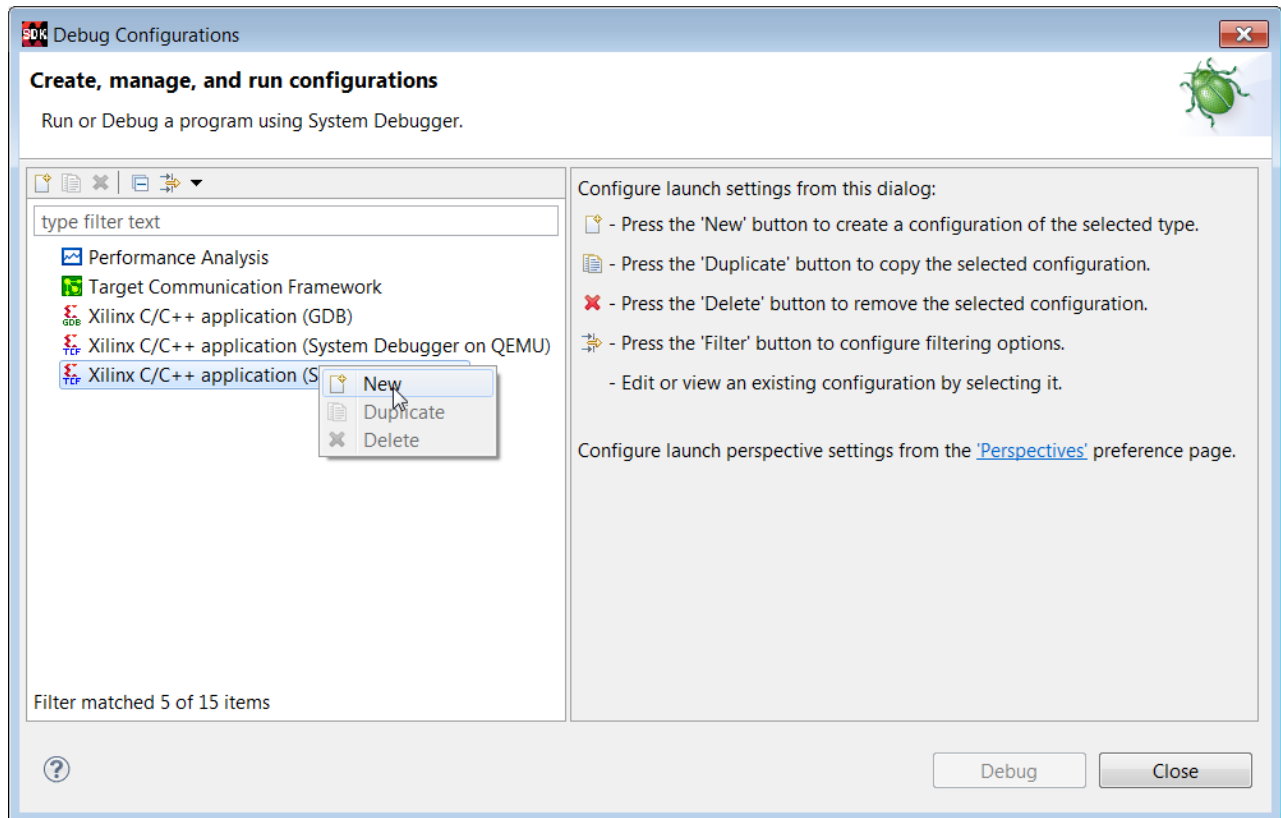 SDK Debug Configurations
Create, manage, and run configurations
Run or Debug a program using System Debugger.
type filter text
Performance Analysis
Target Communication Framework
GDB Xilinx C/C++ application (GDB)
TCF Xilinx C/C++ application (System Debugger on QEMU)
TCF Xilinx C/C++ application (S
New
Duplicate
Delete
Filter matched 5 of 15 items
Configure launch settings from this dialog:
- Press the 'New' button to create a configuration of the selected type.
- Press the 'Duplicate' button to copy the selected configuration.
- Press the 'Delete' button to remove the selected configuration.
- Press the 'Filter' button to configure filtering options.
- Edit or view an existing configuration by selecting it.
Configure launch perspective settings from the 'Perspectives' preference page.
?
Debug
Close